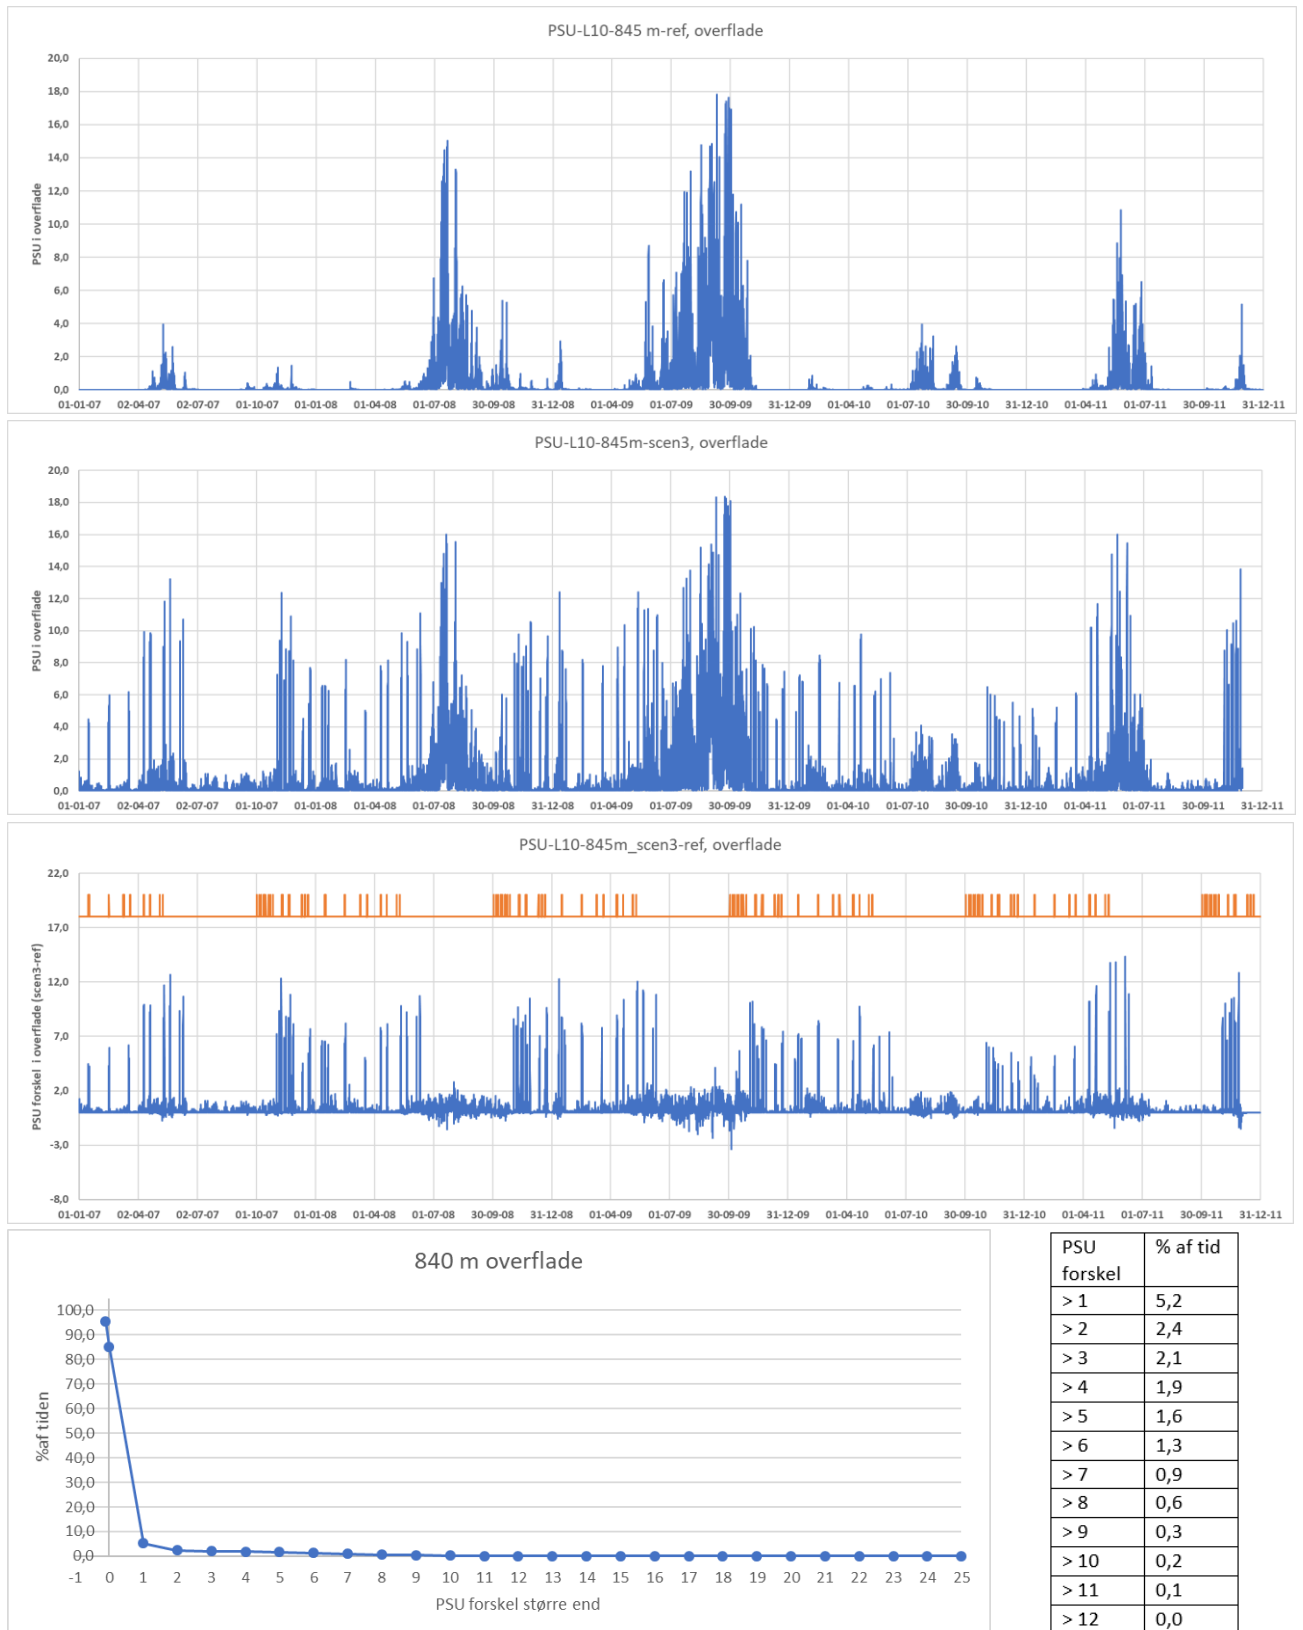 PSU-L10-845 m-ref, overflade
20,0
18,0
16,0
14,0
12,0
10,0
8,0
6,0
4,0
2,0
0,0
PSU i overflade
01-01-07 02-04-07 02-07-07 01-10-07 01-01-08 01-04-08 01-07-08 30-09-08 31-12-08 01-04-09 01-07-09 30-09-09 31-12-09 01-04-10 01-07-10 30-09-10 31-12-10 01-04-11 01-07-11 30-09-11 31-12-11
PSU-L10-845m-scen3, overflade
20,0
18,0
16,0
14,0
12,0
10,0
8,0
6,0
4,0
2,0
0,0
PSU i overflade
01-01-07 02-04-07 02-07-07 01-10-07 01-01-08 01-04-08 01-07-08 30-09-08 31-12-08 01-04-09 01-07-09 30-09-09 31-12-09 01-04-10 01-07-10 30-09-10 31-12-10 01-04-11 01-07-11 30-09-11 31-12-11
PSU-L10-845m_scen3-ref, overflade
22,0
17,0
12,0
7,0
2,0
-3,0
-8,0
PSU forskel i overflade (scen3-ref)
01-01-07 02-04-07 02-07-07 01-10-07 01-01-08 01-04-08 01-07-08 30-09-08 31-12-08 01-04-09 01-07-09 30-09-09 31-12-09 01-04-10 01-07-10 30-09-10 31-12-10 01-04-11 01-07-11 30-09-11 31-12-11
840 m overflade
100,0
90,0
80,0
70,0
60,0
50,0
40,0
30,0
20,0
10,0
0,0
%af tiden
-1 0 1 2 3 4 5 6 7 8 9 10 11 12 13 14 15 16 17 18 19 20 21 22 23 24 25
PSU forskel større end
PSU % af tid
forskel
> 1 5,2
> 2 2,4
> 3 2,1
> 4 1,9
> 5 1,6
> 6 1,3
> 7 0,9
> 8 0,6
> 9 0,3
> 10 0,2
> 11 0,1
> 12 0,0